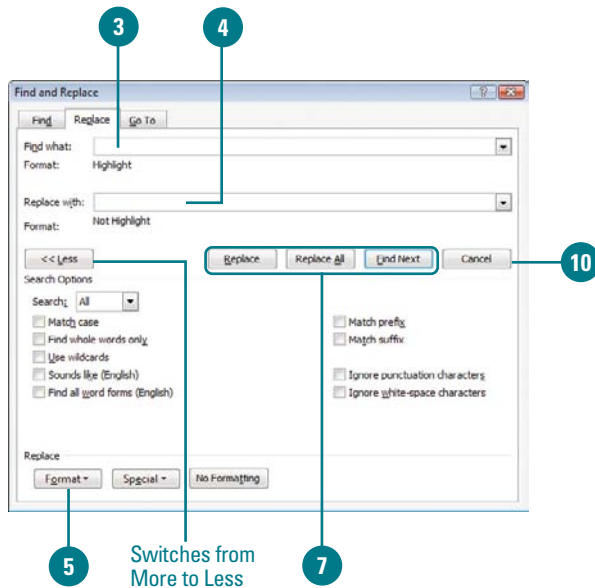 3 4
Find and Replace ?
Find Replace Go To
Find what:
Format: Highlight
Replace with:
Format: Not Highlight
<< Less Replace Replace All Find Next Cancel 10
Search Options
Search: All
Match case Match prefix
Find whole words only Match suffix
Use wildcards
Sounds like (English) Ignore punctuation characters
Find all word forms (English) Ignore white-space characters
Replace
Format Special No Formatting
5 Switches from 7
More to Less